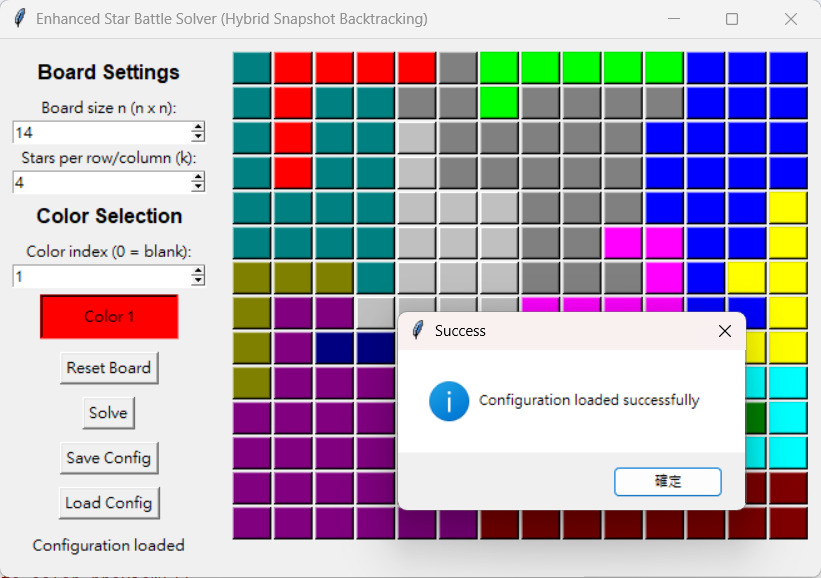 Enhanced Star Battle Solver (Hybrid Snapshot Backtracking)
Board Settings
Board size n (n x n):
14
Stars per row/column (k):
4
Color Selection
Color index (0 = blank):
1
Color 1
Reset Board
Solve
Save Config
Load Config
Configuration loaded
Success
Configuration loaded successfully
確定